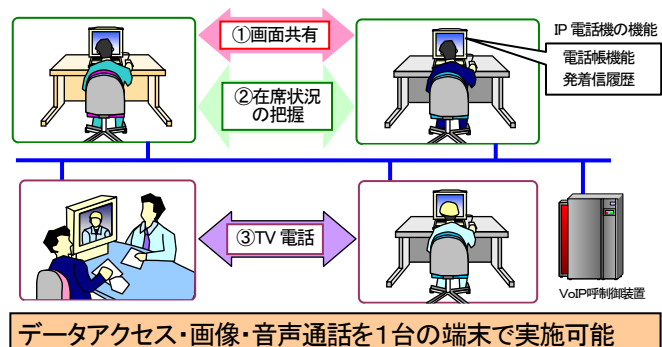 ①画面共有
IP 電話機の機能
電話帳機能
発着信履歴
②在席状況
の把握
③TV 電話
VoIP呼制御装置
データアクセス・画像・音声通話を１台の端末で実施可能